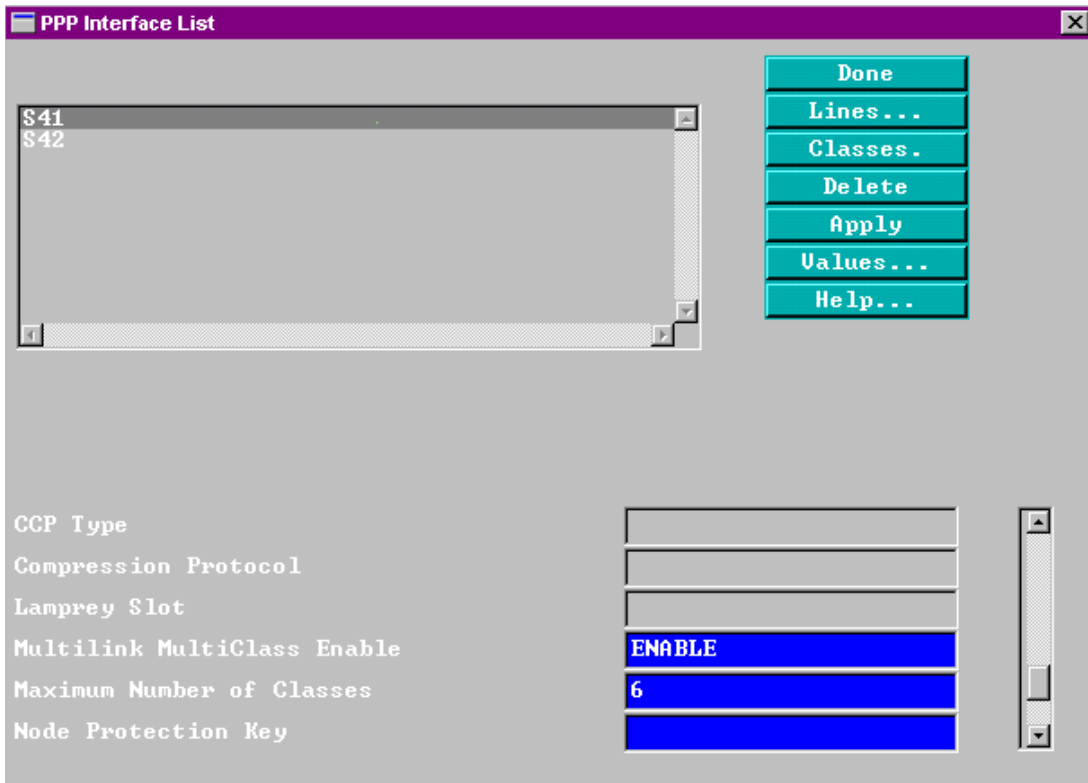 PPP Interface List
Done
Lines...
Classes.
Delete
Apply
Values...
Help...
S41
S42
CCP Type
Compression Protocol
Lamprey Slot
Multilink MultiClass Enable ENABLE
Maximum Number of Classes 6
Node Protection Key